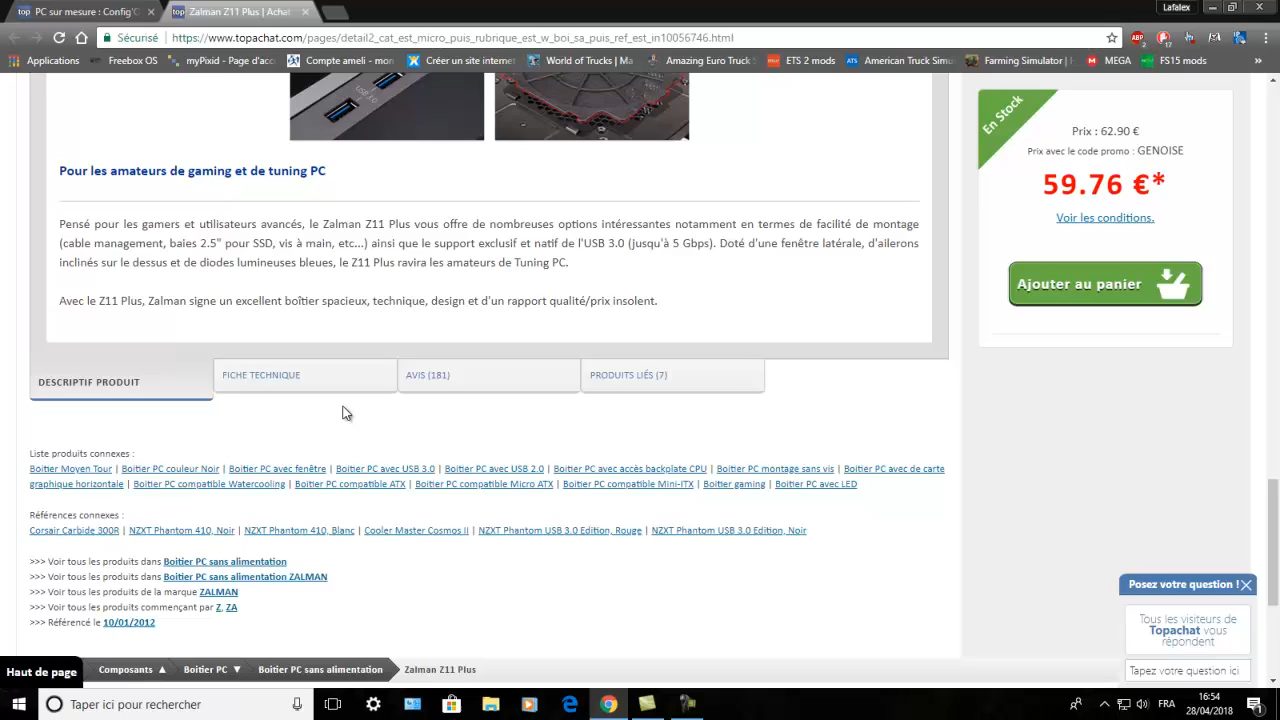 PC sur mesure : Config'C
Zalman Z11 Plus | Achat
Lafalex
Sécurisé
https://www.topachat.com/pages/detail2_cat_est_micro_puis_rubrique_est_w_boi_sa_puis_ref_est_in10056746.html
Applications
Freebox OS
myPixid - Page d'acc
Compte ameli - mon
Créer un site internet
World of Trucks | Ma
Amazing Euro Truck S
ETS 2 mods
American Truck Simu
Farming Simulator | H
MEGA
FS15 mods
»
USB 3.0
Pour les amateurs de gaming et de tuning PC
Pensé pour les gamers et utilisateurs avancés, le Zalman Z11 Plus vous offre de nombreuses options intéressantes notamment en termes de facilité de montage
(cable management, baies 2.5" pour SSD, vis à main, etc...) ainsi que le support exclusif et natif de l'USB 3.0 (jusqu'à 5 Gbps). Doté d'une fenêtre latérale, d'ailerons
inclinés sur le dessus et de diodes lumineuses bleues, le Z11 Plus ravira les amateurs de Tuning PC.
Avec le Z11 Plus, Zalman signe un excellent boîtier spacieux, technique, design et d'un rapport qualité/prix insolent.
En Stock
Prix : 62.90 €
Prix avec le code promo : GENOISE
59.76 €*
Voir les conditions.
Ajouter au panier
DESCRIPTIF PRODUIT
FICHE TECHNIQUE
AVIS (181)
PRODUITS LIÉS (7)
Liste produits connexes :
Boitier Moyen Tour | Boitier PC couleur Noir | Boitier PC avec fenêtre | Boitier PC avec USB 3.0 | Boitier PC avec USB 2.0 | Boitier PC avec accès backplate CPU | Boitier PC montage sans vis | Boitier PC avec de carte
graphique horizontale | Boitier PC compatible Watercooling | Boitier PC compatible ATX | Boitier PC compatible Micro ATX | Boitier PC compatible Mini-ITX | Boitier gaming | Boitier PC avec LED
Références connexes :
Corsair Carbide 300R | NZXT Phantom 410, Noir | NZXT Phantom 410, Blanc | Cooler Master Cosmos II | NZXT Phantom USB 3.0 Edition, Rouge | NZXT Phantom USB 3.0 Edition, Noir
>>> Voir tous les produits dans Boitier PC sans alimentation
>>> Voir tous les produits dans Boitier PC sans alimentation ZALMAN
>>> Voir tous les produits de la marque ZALMAN
>>> Voir tous les produits commençant par Z, ZA
>>> Référencé le 10/01/2012
Posez votre question !
Tous les visiteurs de
Topachat vous
répondent
Tapez votre question ici
Haut de page
Composants ▲
Boitier PC ▼
Boitier PC sans alimentation
Zalman Z11 Plus
Taper ici pour rechercher
FRA
16:54
28/04/2018